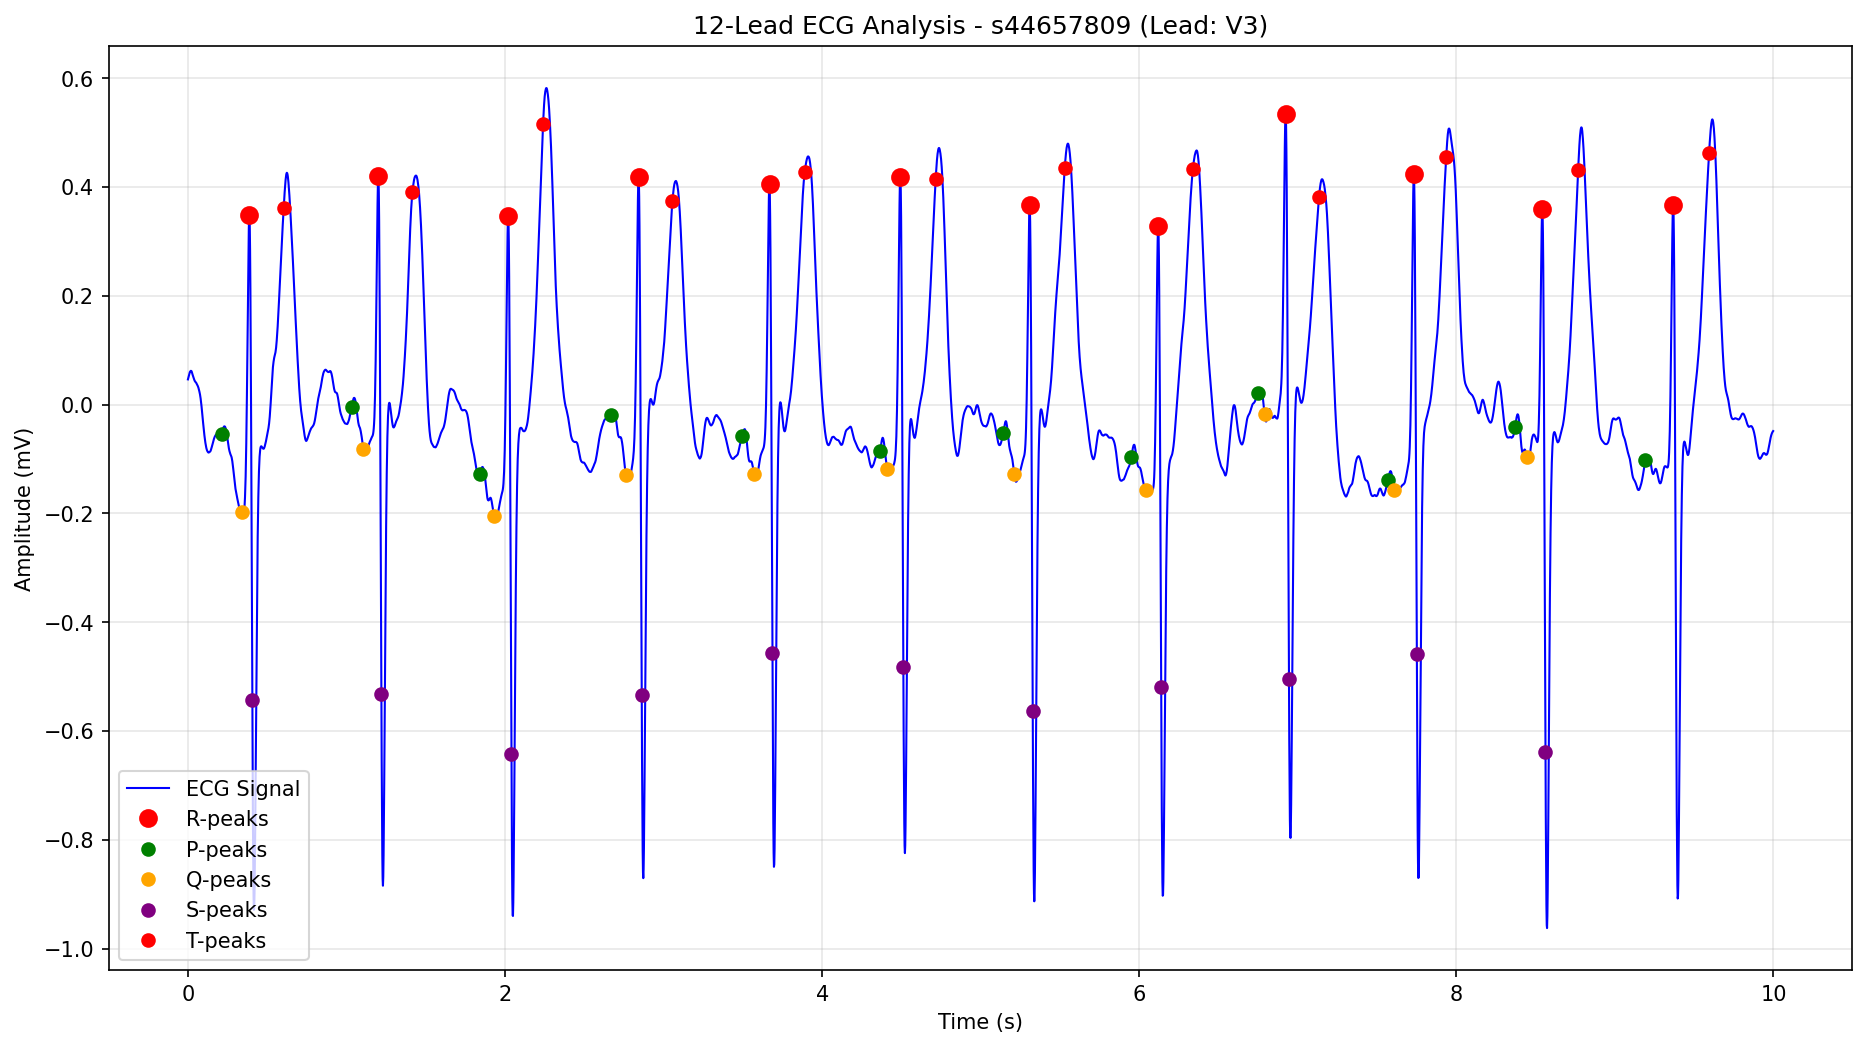 12-Lead ECG Analysis - s44657809 (Lead: V3)
Amplitude (mV)
0.6
0.4
0.2
0.0
−0.2
−0.4
−0.6
−0.8
−1.0
ECG Signal
R-peaks
P-peaks
Q-peaks
S-peaks
T-peaks
0 2 4 6 8 10
Time (s)